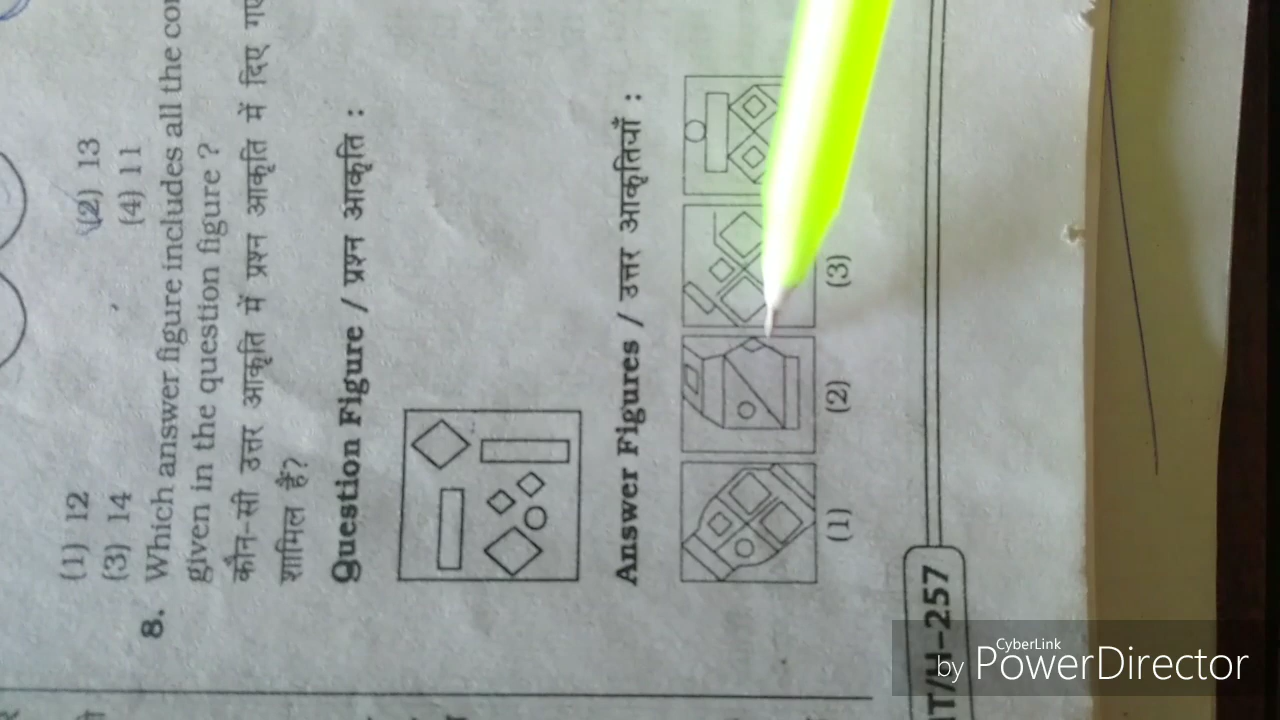 (1) 12 (2) 13
(3) 14 (4) 11
8. Which answer figure includes all the
given in the question figure ?
कौन-सी उत्तर आकृति में प्रश्न आकृति में दिए
शामिल हैं?
Question Figure / प्रश्न आकृति :
Answer Figures / उत्तर आकृतियाँ :
(1) (2) (3)
IT/H-257
CyberLink
by PowerDirector